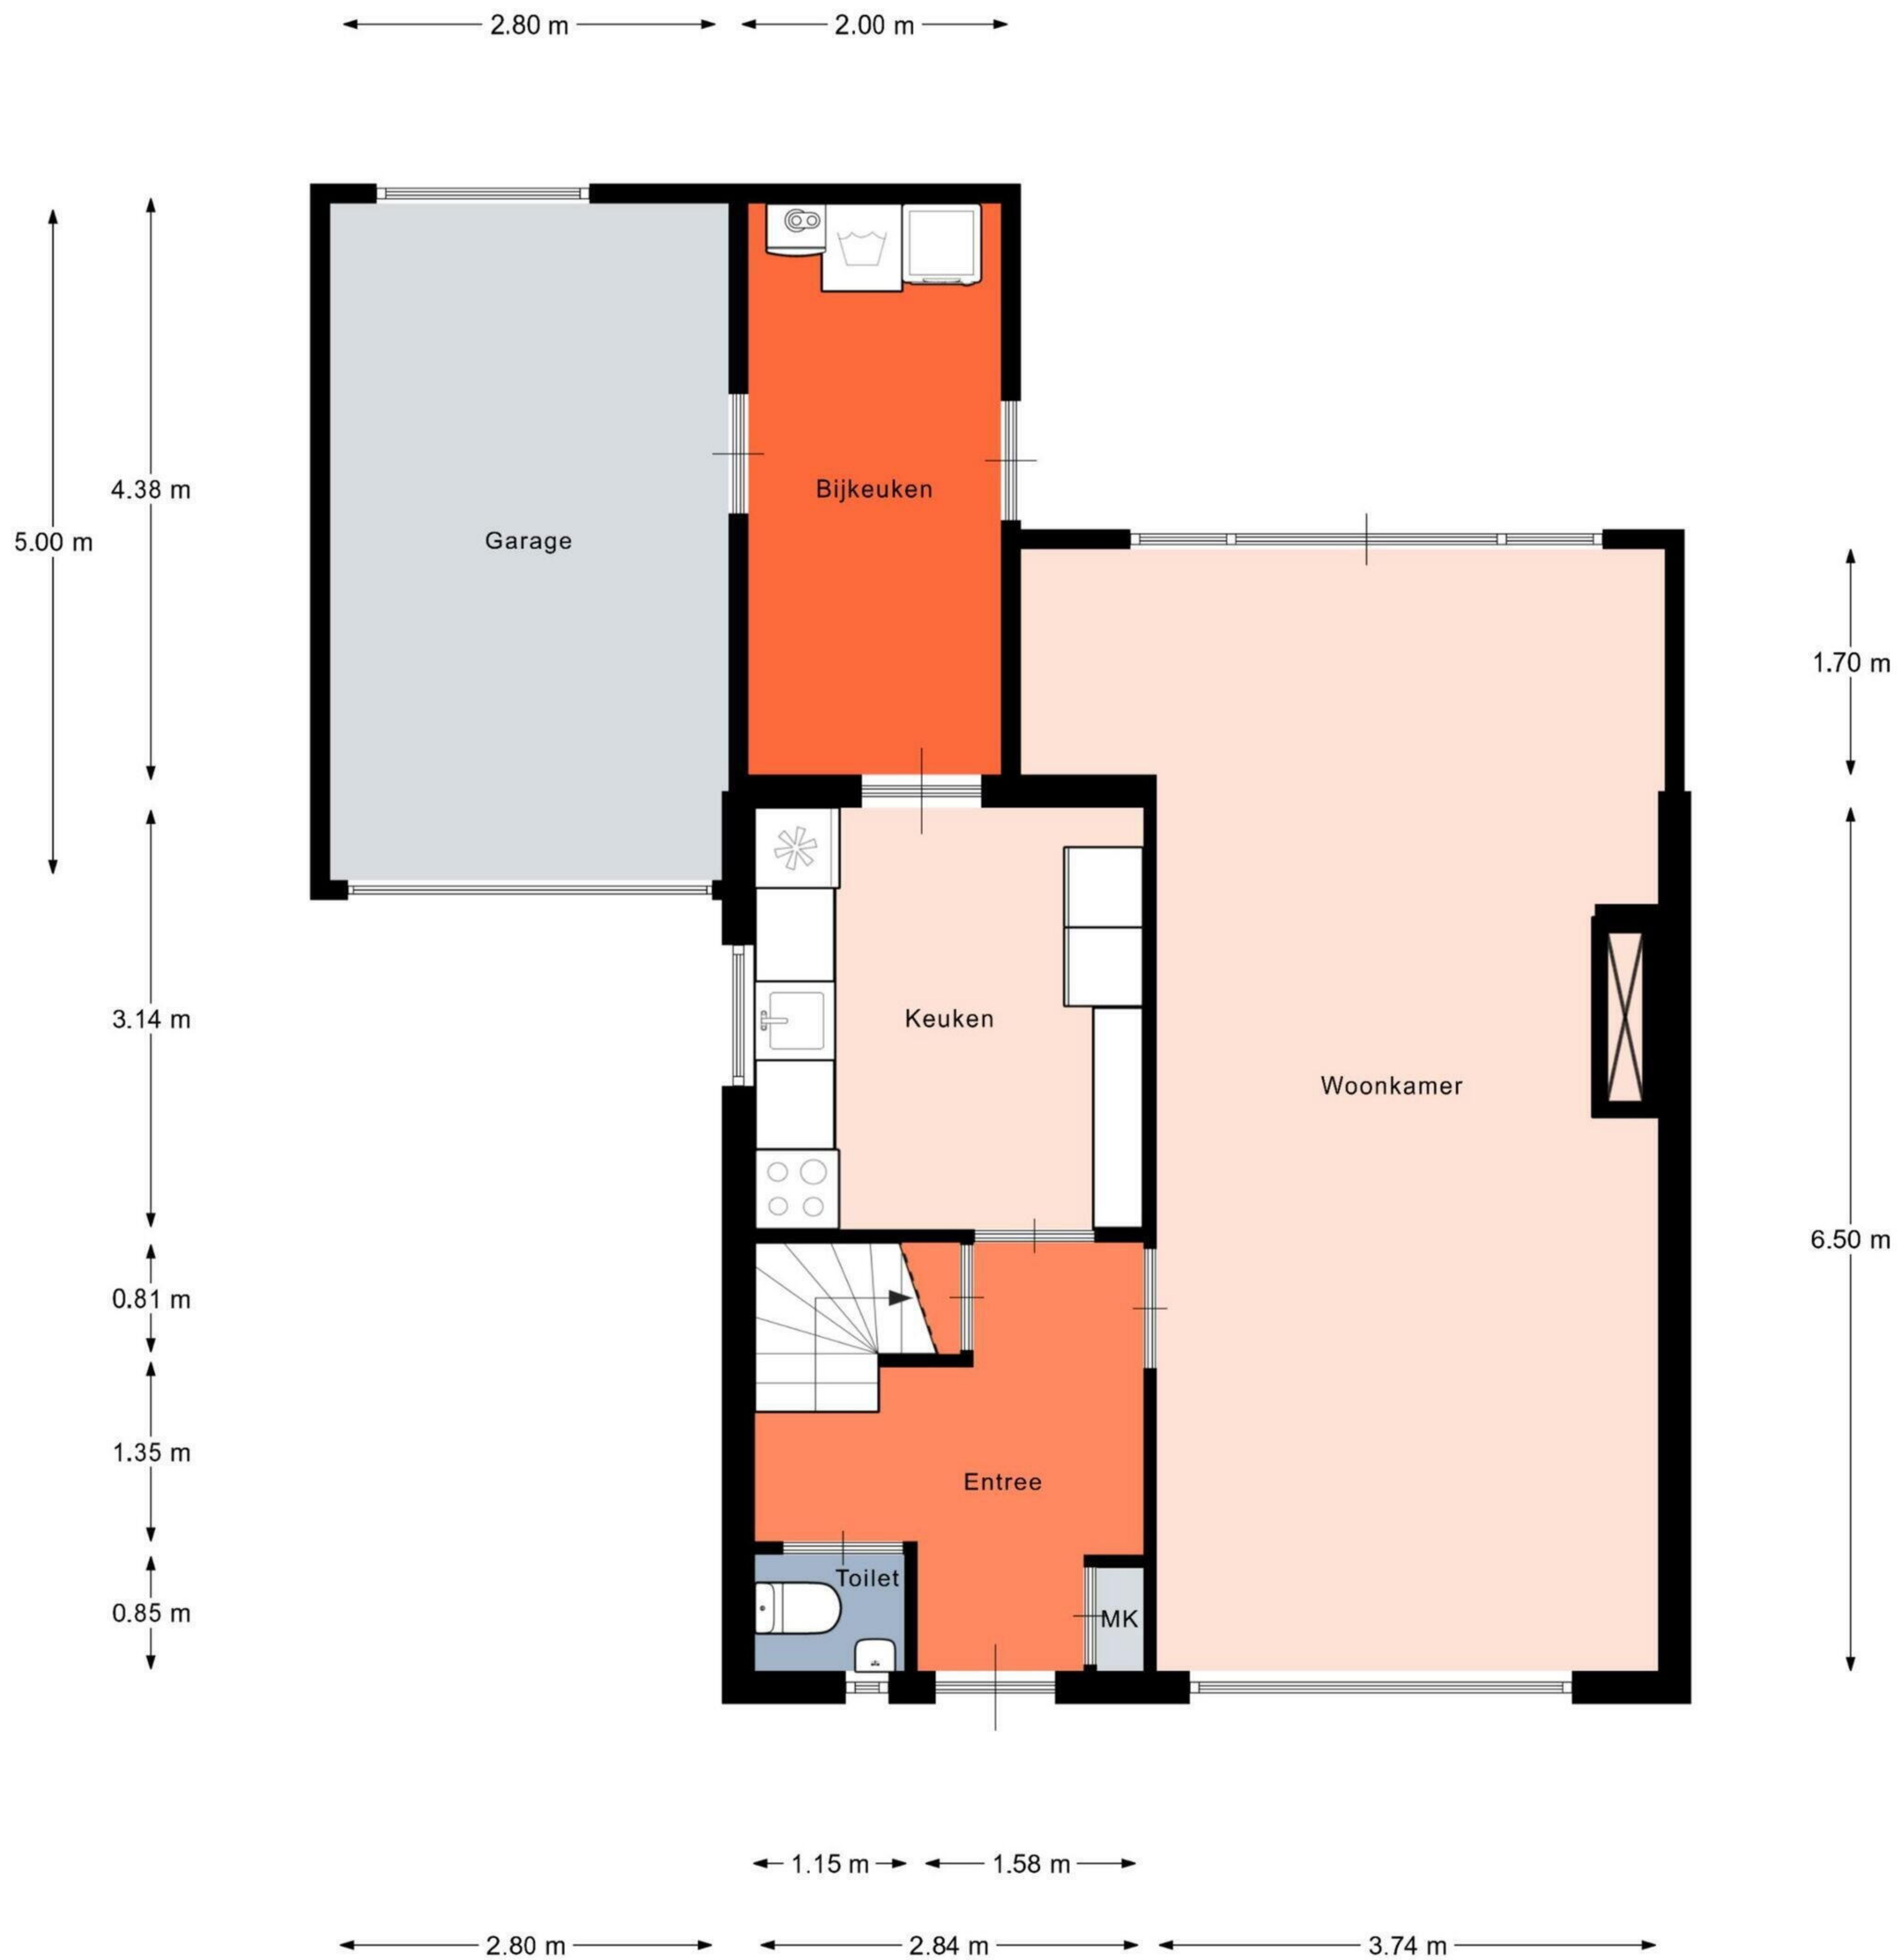 2.80 m
2.00 m
4.38 m
5.00 m
Bijkeuken
Garage
1.70 m
3.14 m
Keuken
Woonkamer
6.50 m
0.81 m
1.35 m
Entree
Toilet
0.85 m
MK
1.15 m
1.58 m
2.80 m
2.84 m
3.74 m